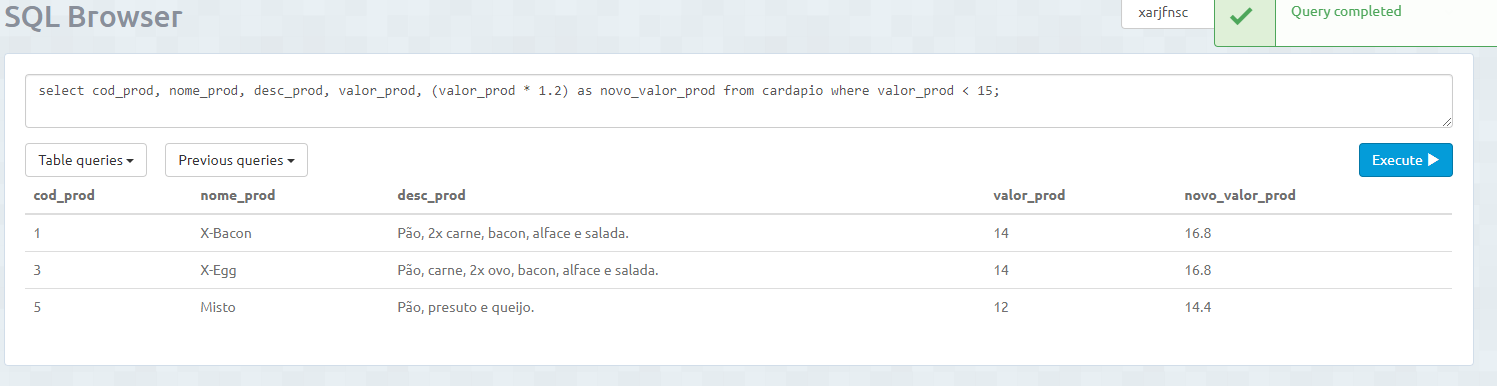 SQL Browser
xarjfnsc
Query completed
select cod_prod, nome_prod, desc_prod, valor_prod, (valor_prod * 1.2) as novo_valor_prod from cardapio where valor_prod < 15;
Table queries
Previous queries
Execute
cod_prod nome_prod desc_prod valor_prod novo_valor_prod
1 X-Bacon Pão, 2x carne, bacon, alface e salada. 14 16.8
3 X-Egg Pão, carne, 2x ovo, bacon, alface e salada. 14 16.8
5 Misto Pão, presuto e queijo. 12 14.4